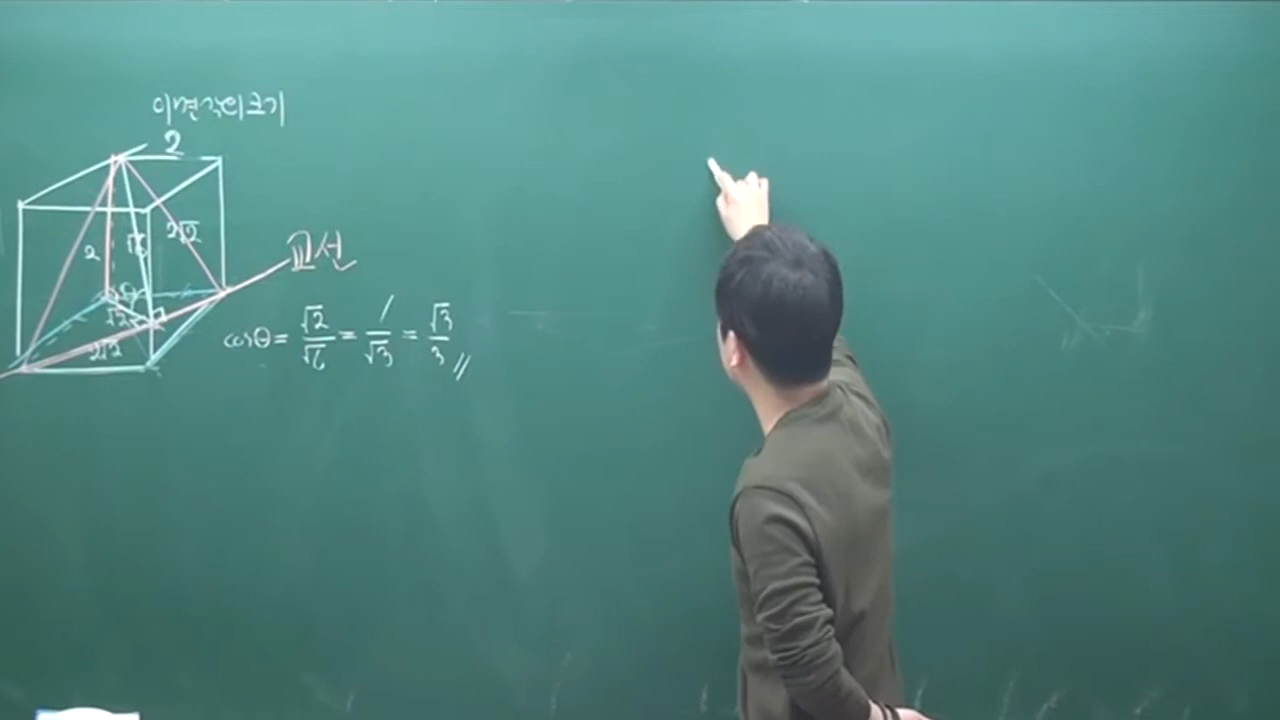 이면각의 크기
2
2
√6
2√2
교선
θ
√2
2√2
cosθ = √2/√6 = 1/√3 = √3/3 //